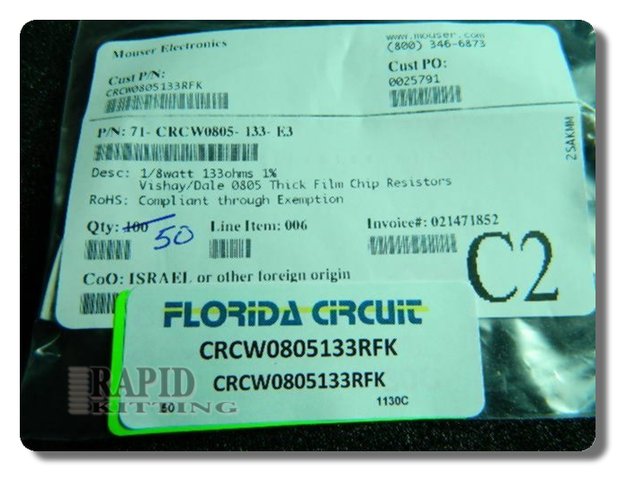 Mouser Electronics
www.mouser.com
(800) 346-6873
Cust P/N:
CRCW0805133RFK
Cust PO:
0025791
P/N: 71- CRCW0805- 133- E3
Desc: 1/8watt 133ohms 1%
Vishay/Dale 0805 Thick Film Chip Resistors
RoHS: Compliant through Exemption
2SAKMM
Qty: 100 50
Line Item: 006
Invoice#: 021471852
C2
CoO: ISRAEL or other foreign origin
FLORIDA CIRCUIT
CRCW0805133RFK
CRCW0805133RFK
50
1130C
RAPID
KITTING